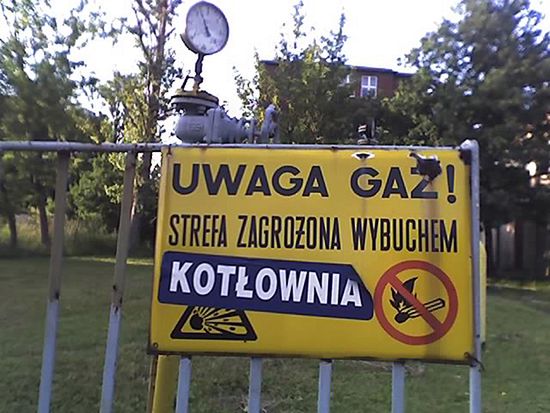 UWAGA GAZ!
STREFA ZAGROŻONA WYBUCHEM
KOTŁOWNIA